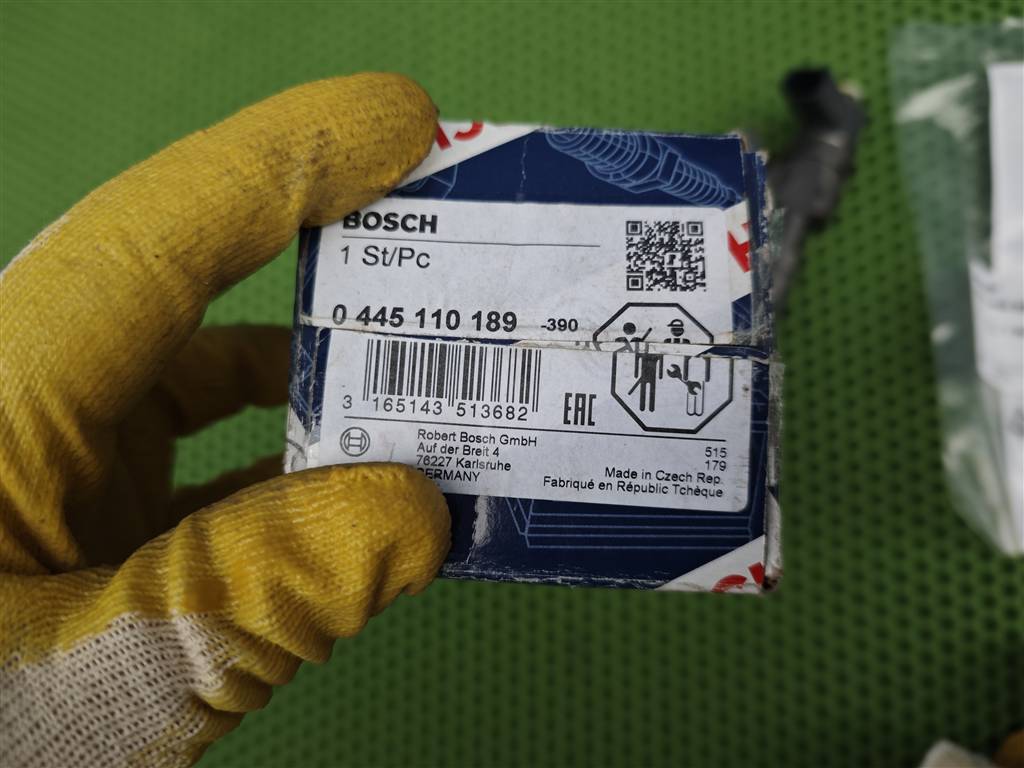 BOSCH
1 St/Pc
0 445 110 189 -390
3 165143 513682
EAC
Robert Bosch GmbH
Auf der Breit 4
76227 Karlsruhe
GERMANY
515
179
Made in Czech Rep.
Fabriqué en République Tchèque